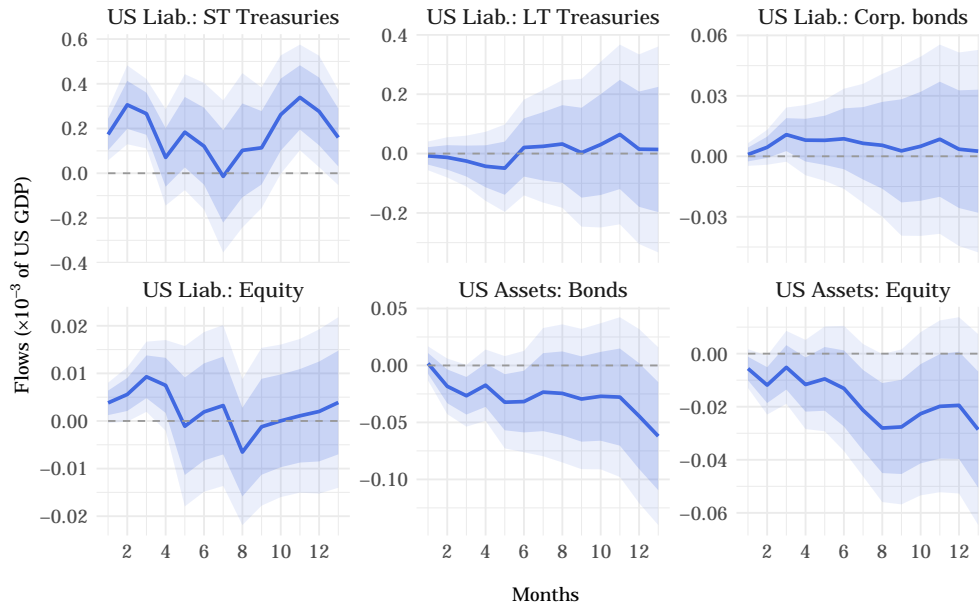 US Liab.: ST Treasuries
0.6
0.4
0.2
0.0
−0.2
−0.4
US Liab.: LT Treasuries
0.4
0.2
0.0
−0.2
US Liab.: Corp. bonds
0.06
0.03
0.00
−0.03
Flows (×10⁻³ of US GDP)
US Liab.: Equity
0.02
0.01
0.00
−0.01
−0.02
2 4 6 8 10 12
US Assets: Bonds
0.05
0.00
−0.05
−0.10
2 4 6 8 10 12
US Assets: Equity
0.00
−0.02
−0.04
−0.06
2 4 6 8 10 12
Months